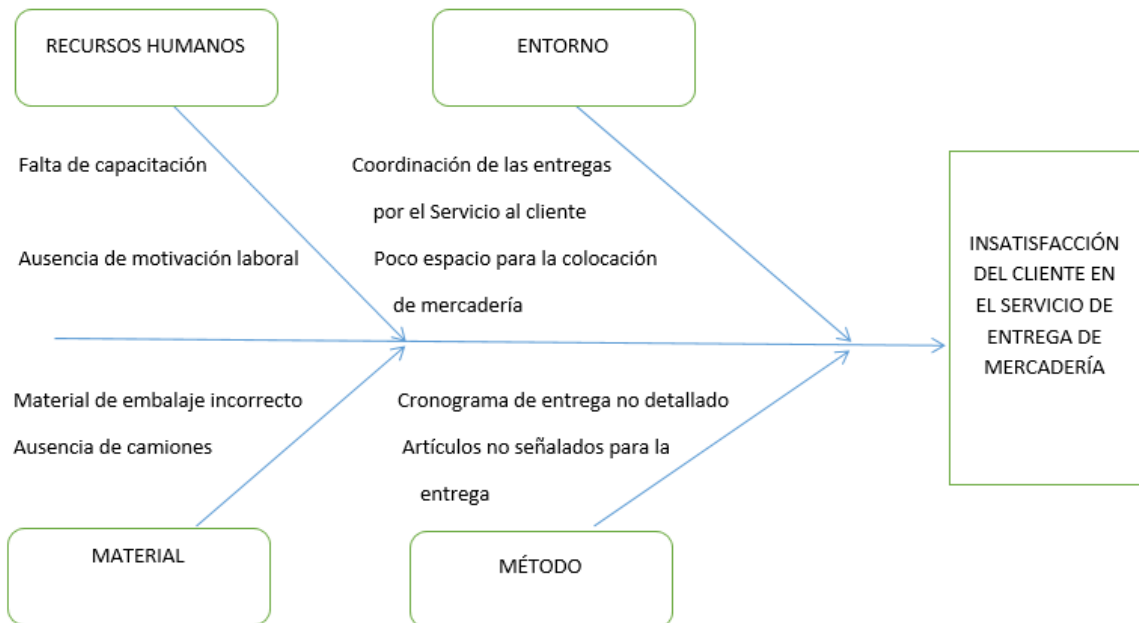 RECURSOS HUMANOS
ENTORNO
Falta de capacitación
Coordinación de las entregas
por el Servicio al cliente
Ausencia de motivación laboral
Poco espacio para la colocación
de mercadería
INSATISFACCIÓN
DEL CLIENTE EN
EL SERVICIO DE
ENTREGA DE
MERCADERÍA
Material de embalaje incorrecto
Ausencia de camiones
Cronograma de entrega no detallado
Artículos no señalados para la
entrega
MATERIAL
MÉTODO